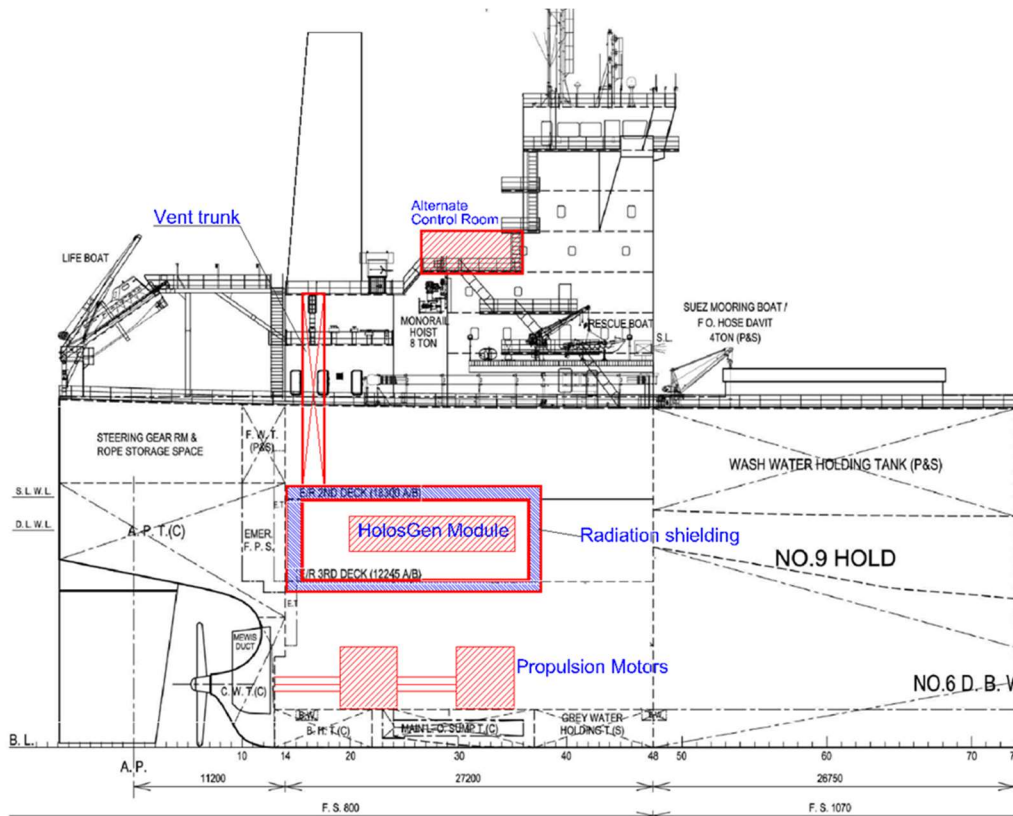 Alternate
Control Room
Vent trunk
LIFE BOAT
MONORAIL
HOIST
8 TON
RESCUE BOAT
S.L.
SUEZ MOORING BOAT /
F O. HOSE DAVIT
4TON (P&S)
STEERING GEAR RM &
ROPE STORAGE SPACE
F. W. T.
(P&S)
WASH WATER HOLDING TANK (P&S)
S. L. W. L.
D. L. W. L.
A. P. T.(C)
E.T
EMER.
F. P. S.
E/R 2ND DECK (18300 A/B)
HolosGen Module
Radiation shielding
E/R 3RD DECK (12245 A/B)
NO.9 HOLD
E.T
MEWIS
DUCT
C. W. T.(C)
Propulsion Motors
NO.6 D. B. W
B. H. T.(C)
MAIN L-O. SUMP T.(C)
GREY WATER
HOLDING T.(S)
B. L.
10 14 20 30 40 48 50 60 70
A. P.
11200 27200 26750
F. S. 800 F. S. 1070